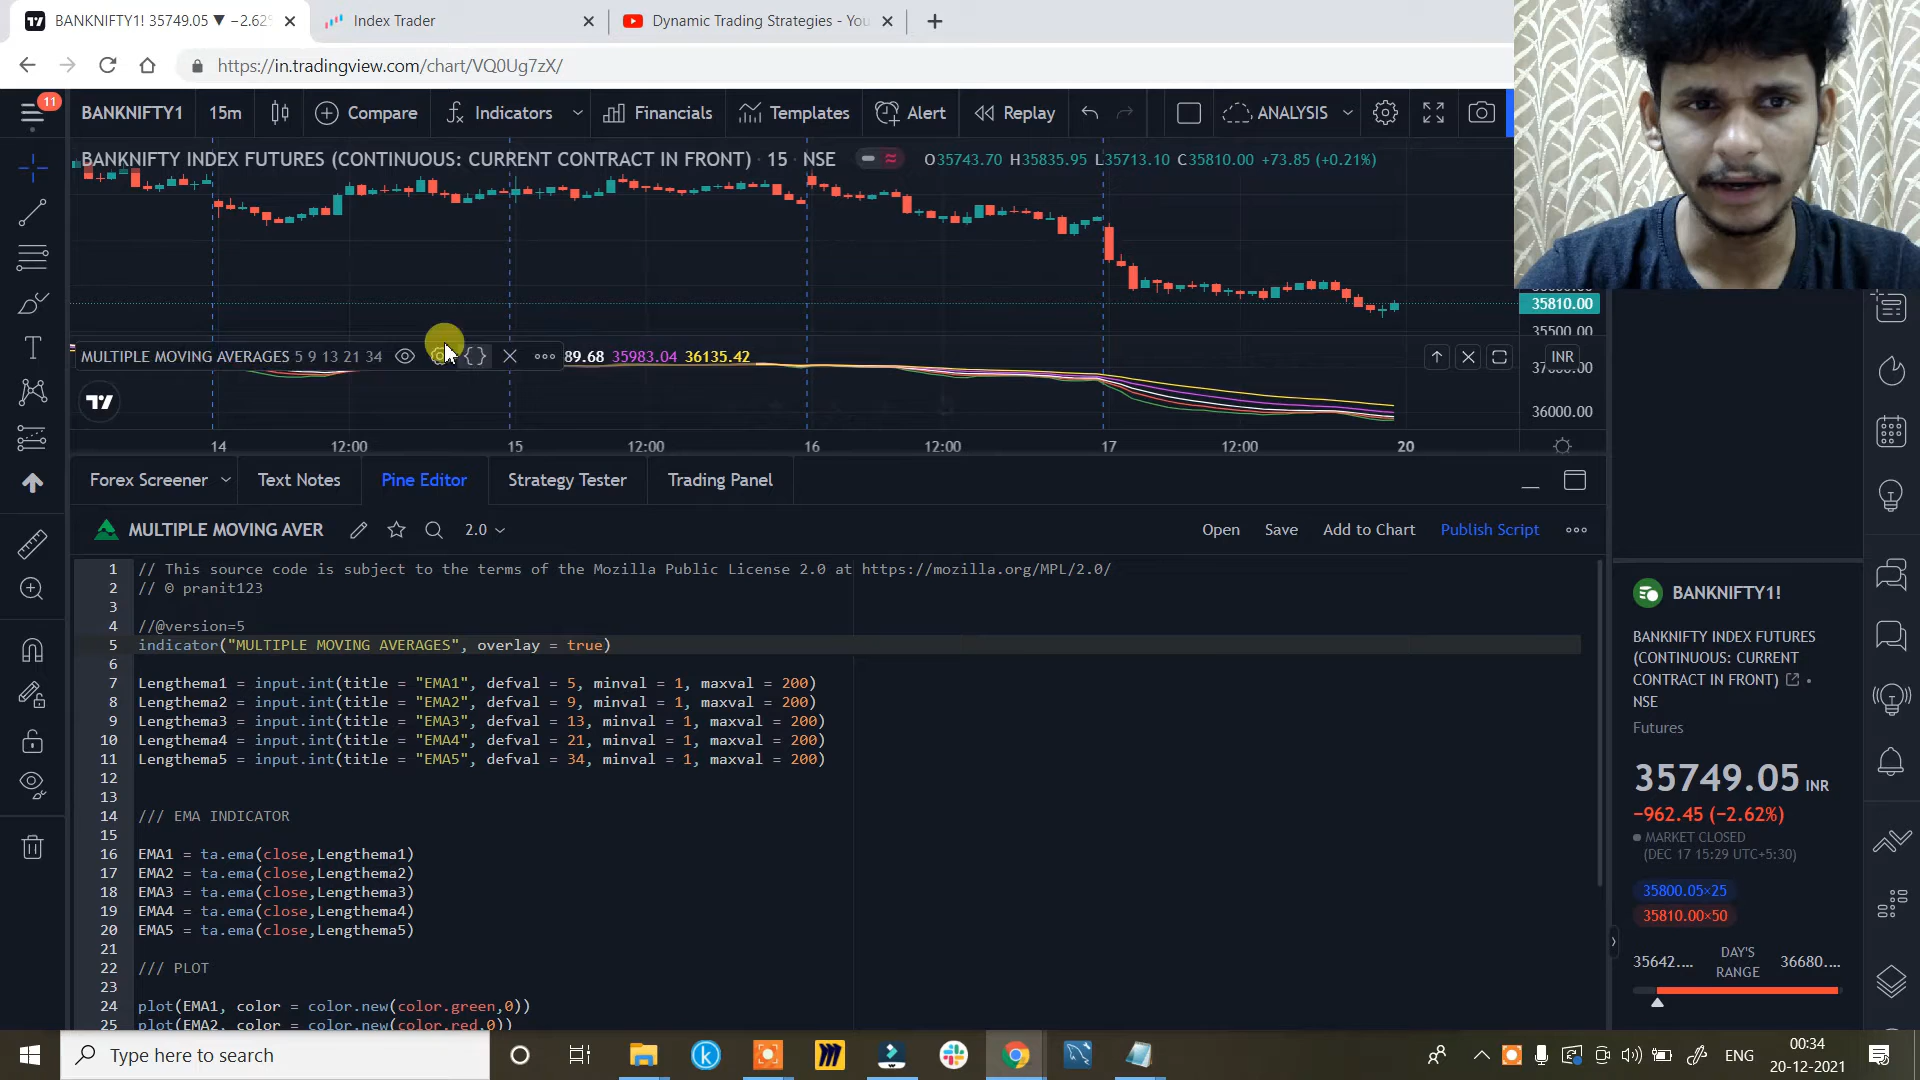 BANKNIFTY1! 35749.05 ▼ −2.62%
Index Trader
Dynamic Trading Strategies - You
https://in.tradingview.com/chart/VQ0Ug7zX/
11
BANKNIFTY1 15m Compare Indicators Financials Templates Alert Replay ANALYSIS
BANKNIFTY INDEX FUTURES (CONTINUOUS: CURRENT CONTRACT IN FRONT) · 15 · NSE O35743.70 H35835.95 L35713.10 C35810.00 +73.85 (+0.21%)
35810.00
35500.00
MULTIPLE MOVING AVERAGES 5 9 13 21 34 {} 89.68 35983.04 36135.42 INR
36000.00
14 12:00 15 12:00 16 12:00 17 12:00 20
Forex Screener Text Notes Pine Editor Strategy Tester Trading Panel
MULTIPLE MOVING AVER 2.0 Open Save Add to Chart Publish Script
1 // This source code is subject to the terms of the Mozilla Public License 2.0 at https://mozilla.org/MPL/2.0/
2 // © pranit123
3
4 //@version=5
5 indicator("MULTIPLE MOVING AVERAGES", overlay = true)
6
7 Lengthema1 = input.int(title = "EMA1", defval = 5, minval = 1, maxval = 200)
8 Lengthema2 = input.int(title = "EMA2", defval = 9, minval = 1, maxval = 200)
9 Lengthema3 = input.int(title = "EMA3", defval = 13, minval = 1, maxval = 200)
10 Lengthema4 = input.int(title = "EMA4", defval = 21, minval = 1, maxval = 200)
11 Lengthema5 = input.int(title = "EMA5", defval = 34, minval = 1, maxval = 200)
12
13
14 /// EMA INDICATOR
15
16 EMA1 = ta.ema(close,Lengthema1)
17 EMA2 = ta.ema(close,Lengthema2)
18 EMA3 = ta.ema(close,Lengthema3)
19 EMA4 = ta.ema(close,Lengthema4)
20 EMA5 = ta.ema(close,Lengthema5)
21
22 /// PLOT
23
24 plot(EMA1, color = color.new(color.green,0))
25 plot(EMA2, color = color.new(color.red,0))
BANKNIFTY1!
BANKNIFTY INDEX FUTURES
(CONTINUOUS: CURRENT
CONTRACT IN FRONT) •
NSE
Futures
35749.05 INR
−962.45 (−2.62%)
MARKET CLOSED
(DEC 17 15:29 UTC+5:30)
35800.05×25
35810.00×50
35642.... DAY'S RANGE 36680....
Type here to search
ENG
00:34
20-12-2021